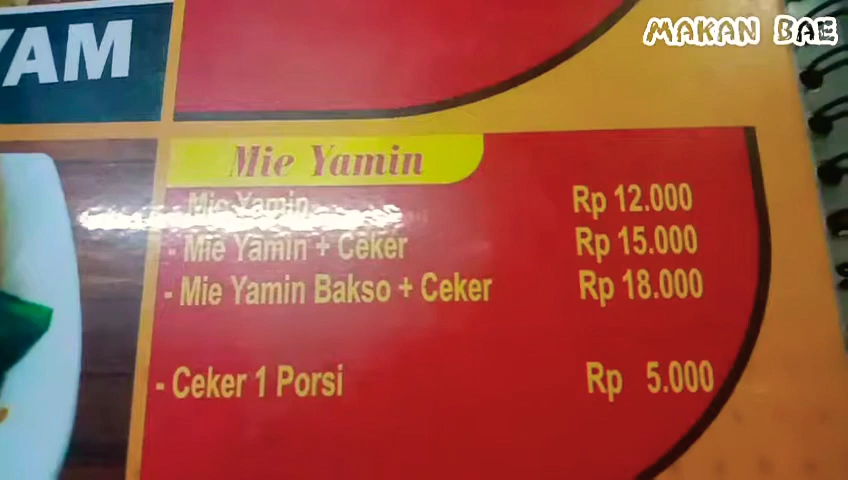 MAKAN BAE
YAM
Mie Yamin
- Mie Yamin Rp 12.000
- Mie Yamin + Ceker Rp 15.000
- Mie Yamin Bakso + Ceker Rp 18.000
- Ceker 1 Porsi Rp 5.000